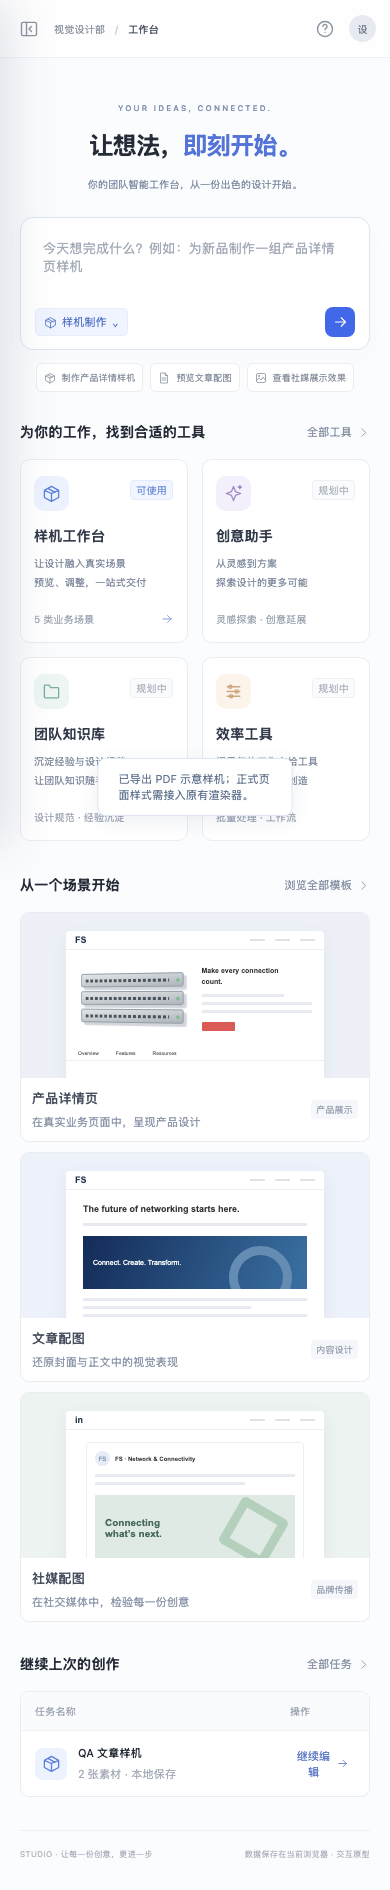 视觉设计部 / 工作台
设
YOUR IDEAS, CONNECTED.
让想法，即刻开始。
你的团队智能工作台，从一份出色的设计开始。
今天想完成什么？例如：为新品制作一组产品详情
页样机
样机制作
制作产品详情样机
预览文章配图
查看社媒展示效果
为你的工作，找到合适的工具
全部工具
可使用
样机工作台
让设计融入真实场景
预览、调整，一站式交付
5 类业务场景
规划中
创意助手
从灵感到方案
探索设计的更多可能
灵感探索 · 创意延展
规划中
团队知识库
沉淀经验与设计
让团队知识随
设计规范 · 经验沉淀
规划中
效率工具
给工具
创造
批量处理 · 工作流
已导出 PDF 示意样机；正式页
面样式需接入原有渲染器。
从一个场景开始
浏览全部模板
FS
Make every connection
count.
Overview
Features
Resources
产品详情页
在真实业务页面中，呈现产品设计
产品展示
FS
The future of networking starts here.
Connect. Create. Transform.
文章配图
还原封面与正文中的视觉表现
内容设计
in
FS
FS · Network & Connectivity
Connecting
what's next.
社媒配图
在社交媒体中，检验每一份创意
品牌传播
继续上次的创作
全部任务
任务名称
操作
QA 文章样机
2 张素材 · 本地保存
继续编
辑
STUDIO · 让每一份创意，更进一步
数据保存在当前浏览器 · 交互原型